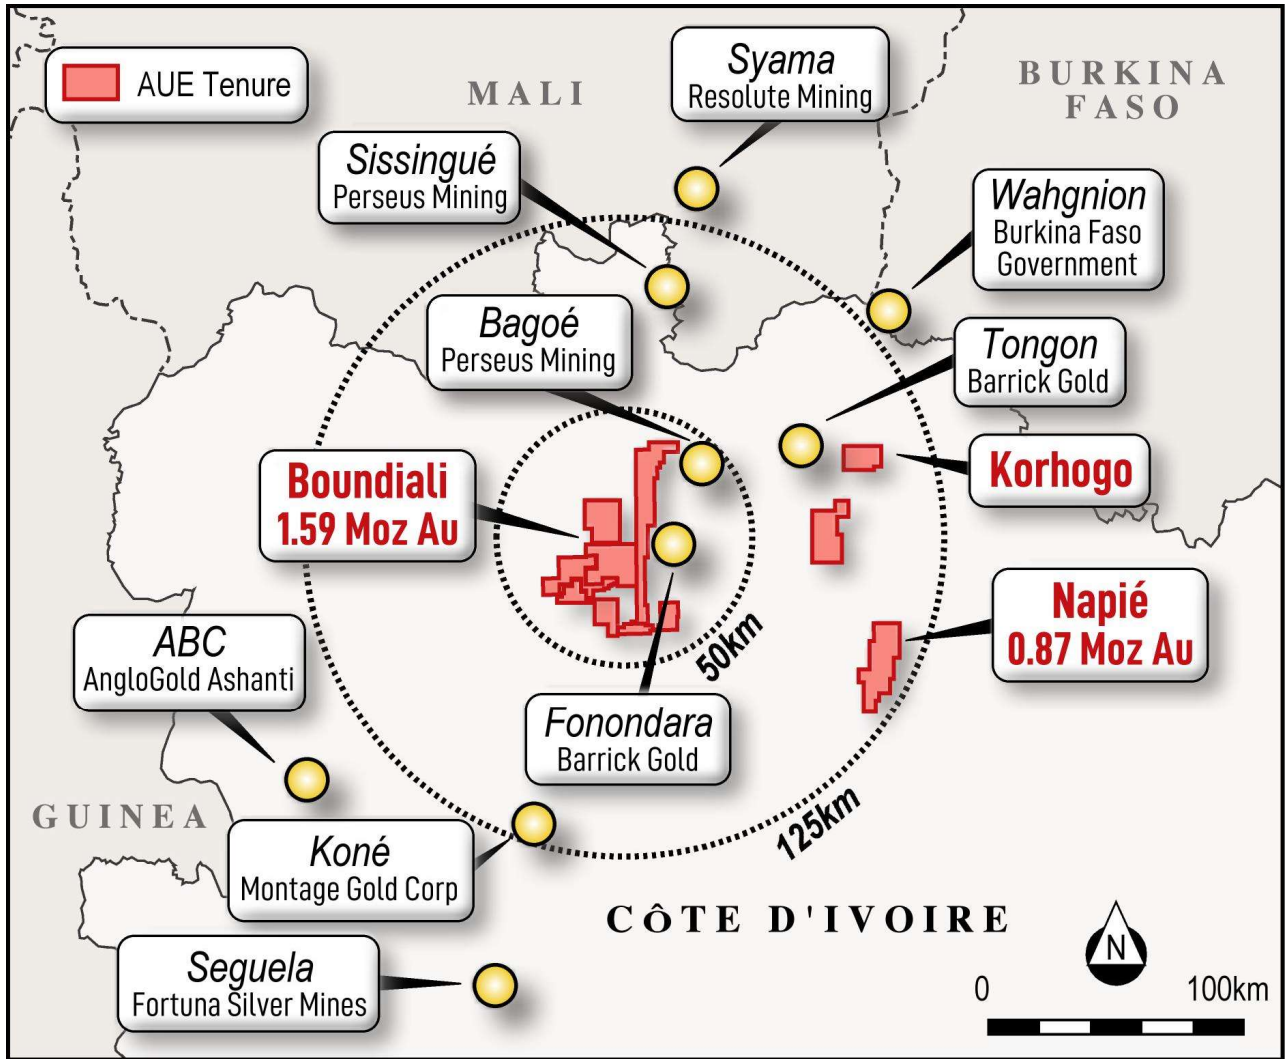 AUE Tenure
MALI
BURKINA
FASO
Syama
Resolute Mining
Sissingué
Perseus Mining
Wahgnion
Burkina Faso
Government
Bagoé
Perseus Mining
Tongon
Barrick Gold
Boundiali
1.59 Moz Au
Korhogo
Napié
0.87 Moz Au
50km
ABC
AngloGold Ashanti
Fonondara
Barrick Gold
125km
GUINEA
Koné
Montage Gold Corp
CÔTE D'IVOIRE
Seguela
Fortuna Silver Mines
N
0
100km